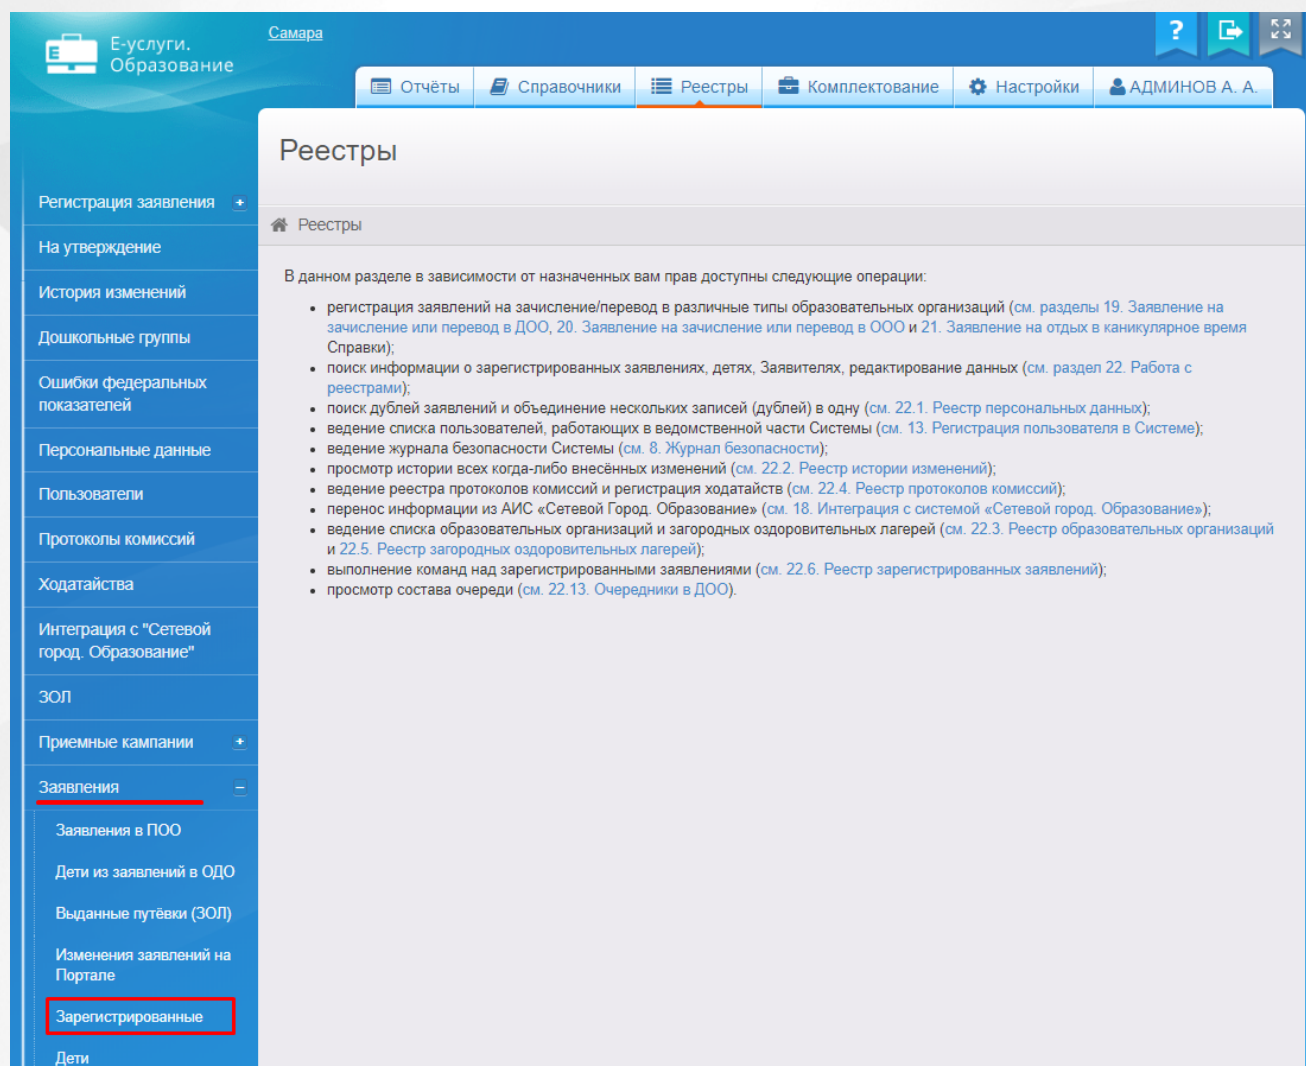 E
Е-услуги.
Образование
Самара
?
Отчёты
Справочники
Реестры
Комплектование
Настройки
АДМИНОВ А. А.
Реестры
Реестры
Регистрация заявления
На утверждение
История изменений
Дошкольные группы
Ошибки федеральных
показателей
Персональные данные
Пользователи
Протоколы комиссий
Ходатайства
Интеграция с "Сетевой
город. Образование"
ЗОЛ
Приемные кампании
Заявления
Заявления в ПОО
Дети из заявлений в ОДО
Выданные путёвки (ЗОЛ)
Изменения заявлений на
Портале
Зарегистрированные
Дети
В данном разделе в зависимости от назначенных вам прав доступны следующие операции:
• регистрация заявлений на зачисление/перевод в различные типы образовательных организаций (см. разделы 19. Заявление на
зачисление или перевод в ДОО, 20. Заявление на зачисление или перевод в ООО и 21. Заявление на отдых в каникулярное время
Справки);
• поиск информации о зарегистрированных заявлениях, детях, Заявителях, редактирование данных (см. раздел 22. Работа с
реестрами);
• поиск дублей заявлений и объединение нескольких записей (дублей) в одну (см. 22.1. Реестр персональных данных);
• ведение списка пользователей, работающих в ведомственной части Системы (см. 13. Регистрация пользователя в Системе);
• ведение журнала безопасности Системы (см. 8. Журнал безопасности);
• просмотр истории всех когда-либо внесённых изменений (см. 22.2. Реестр истории изменений);
• ведение реестра протоколов комиссий и регистрация ходатайств (см. 22.4. Реестр протоколов комиссий);
• перенос информации из АИС «Сетевой Город. Образование» (см. 18. Интеграция с системой «Сетевой город. Образование»);
• ведение списка образовательных организаций и загородных оздоровительных лагерей (см. 22.3. Реестр образовательных организаций
и 22.5. Реестр загородных оздоровительных лагерей);
• выполнение команд над зарегистрированными заявлениями (см. 22.6. Реестр зарегистрированных заявлений);
• просмотр состава очереди (см. 22.13. Очередники в ДОО).